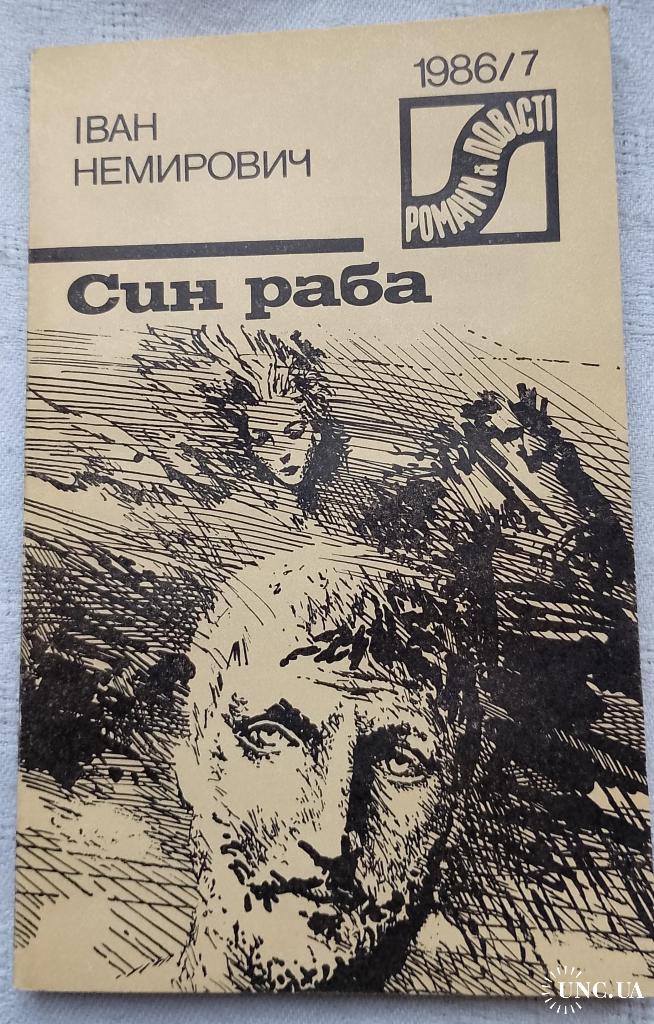 1986/7
ІВАН
НЕМИРОВИЧ
РОМАНИ й ПОВІСТІ
Син раба
UNC.UA